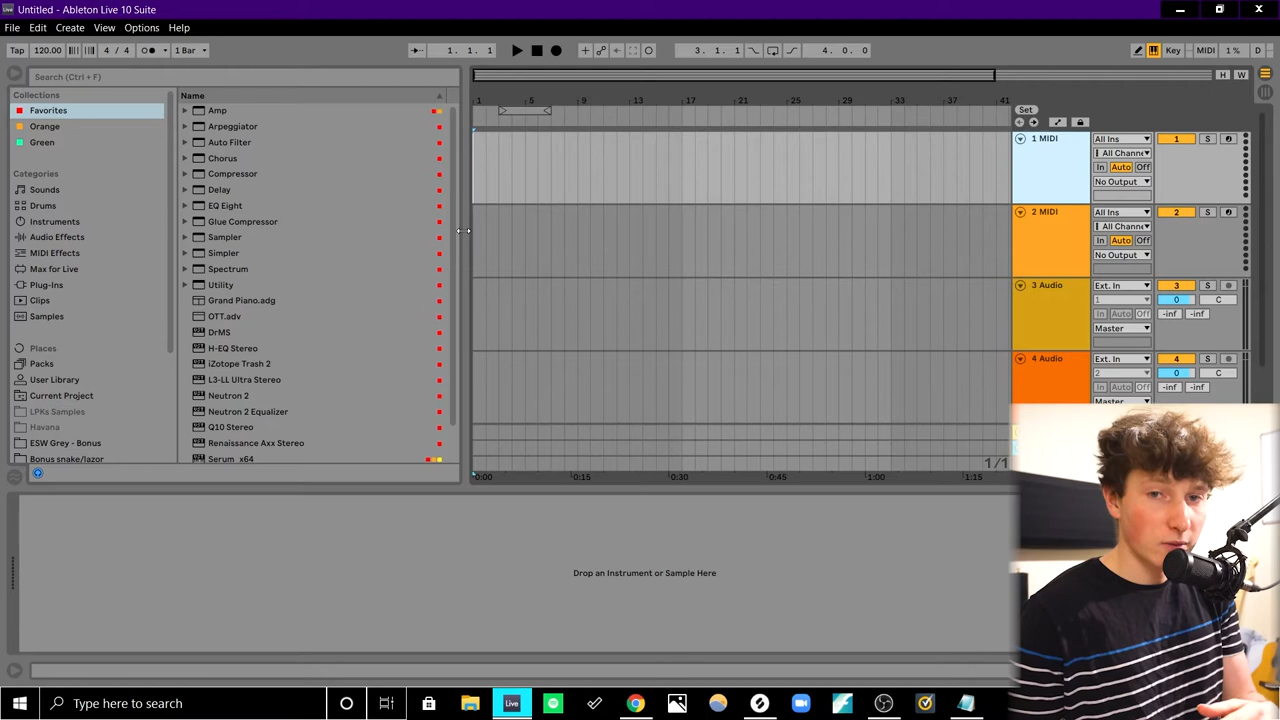 Untitled - Ableton Live 10 Suite
File Edit Create View Options Help
Tap 120.00 4 / 4 1 Bar 1. 1. 1 3. 1. 1 4. 0. 0 Key MIDI 1 % D
Search (Ctrl + F)
H W
Collections
Favorites
Orange
Green
Categories
Sounds
Drums
Instruments
Audio Effects
MIDI Effects
Max for Live
Plug-Ins
Clips
Samples
Places
Packs
User Library
Current Project
LPKs Samples
Havana
ESW Grey - Bonus
Bonus snake/lazor
Name
Amp
Arpeggiator
Auto Filter
Chorus
Compressor
Delay
EQ Eight
Glue Compressor
Sampler
Simpler
Spectrum
Utility
Grand Piano.adg
OTT.adv
DrMS
H-EQ Stereo
iZotope Trash 2
L3-LL Ultra Stereo
Neutron 2
Neutron 2 Equalizer
Q10 Stereo
Renaissance Axx Stereo
Serum_x64
1 5 9 13 17 21 25 29 33 37 41
Set
1 MIDI All Ins 1 S
All Channe
In Auto Off
No Output
2 MIDI All Ins 2 S
All Channe
In Auto Off
No Output
3 Audio Ext. In 3 S
1 0 C
In Auto Off -inf -inf
Master
4 Audio Ext. In 4 S
2 0 C
In Auto Off -inf -inf
Master
1/1
0:00 0:15 0:30 0:45 1:00 1:15
Drop an Instrument or Sample Here
Type here to search
Live